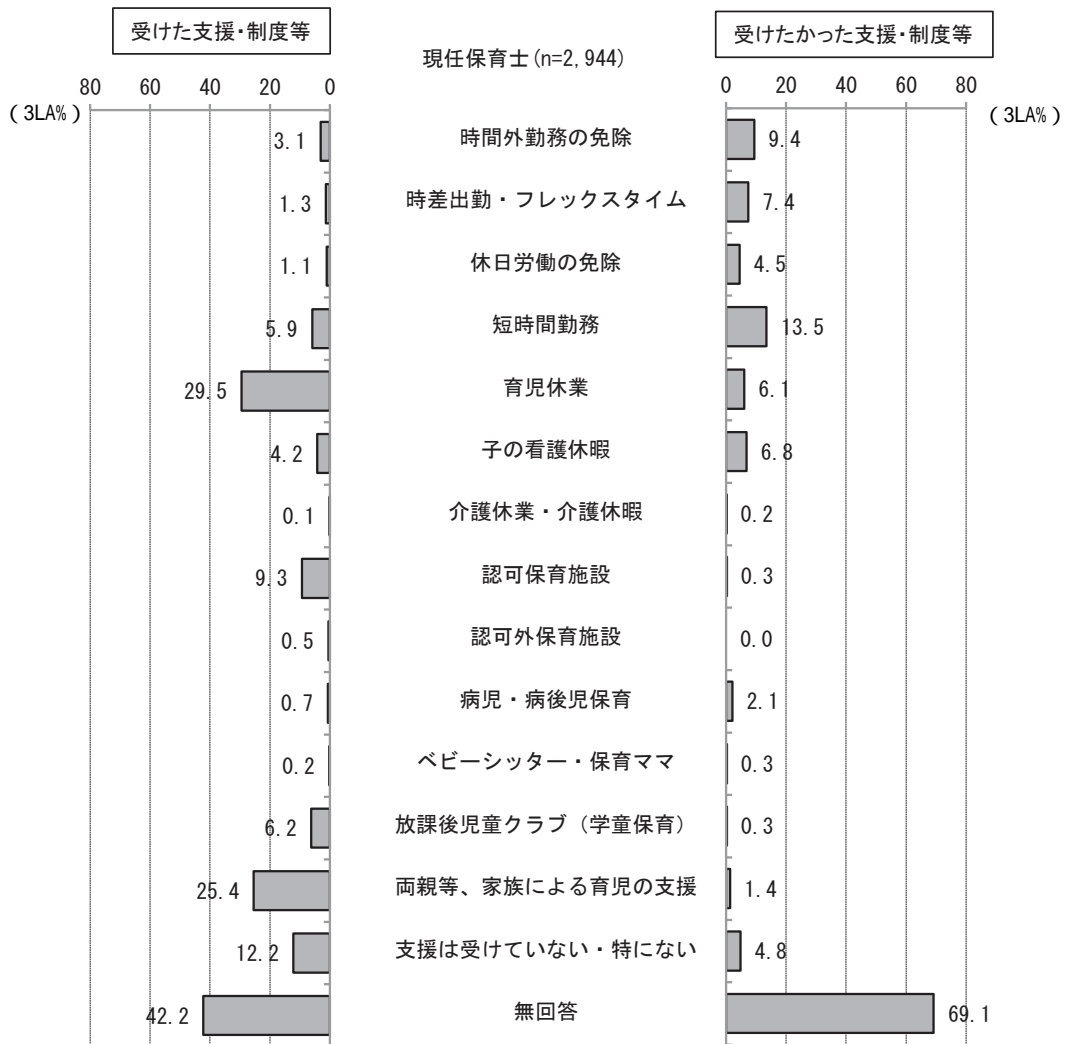 受けた支援・制度等
現任保育士(n=2,944)
受けたかった支援・制度等
80 60 40 20 0
0 20 40 60 80
(3LA%)
(3LA%)
3.1 時間外勤務の免除 9.4
1.3 時差出勤・フレックスタイム 7.4
1.1 休日労働の免除 4.5
5.9 短時間勤務 13.5
29.5 育児休業 6.1
4.2 子の看護休暇 6.8
0.1 介護休業・介護休暇 0.2
9.3 認可保育施設 0.3
0.5 認可外保育施設 0.0
0.7 病児・病後児保育 2.1
0.2 ベビーシッター・保育ママ 0.3
6.2 放課後児童クラブ（学童保育） 0.3
25.4 両親等、家族による育児の支援 1.4
12.2 支援は受けていない・特にない 4.8
42.2 無回答 69.1